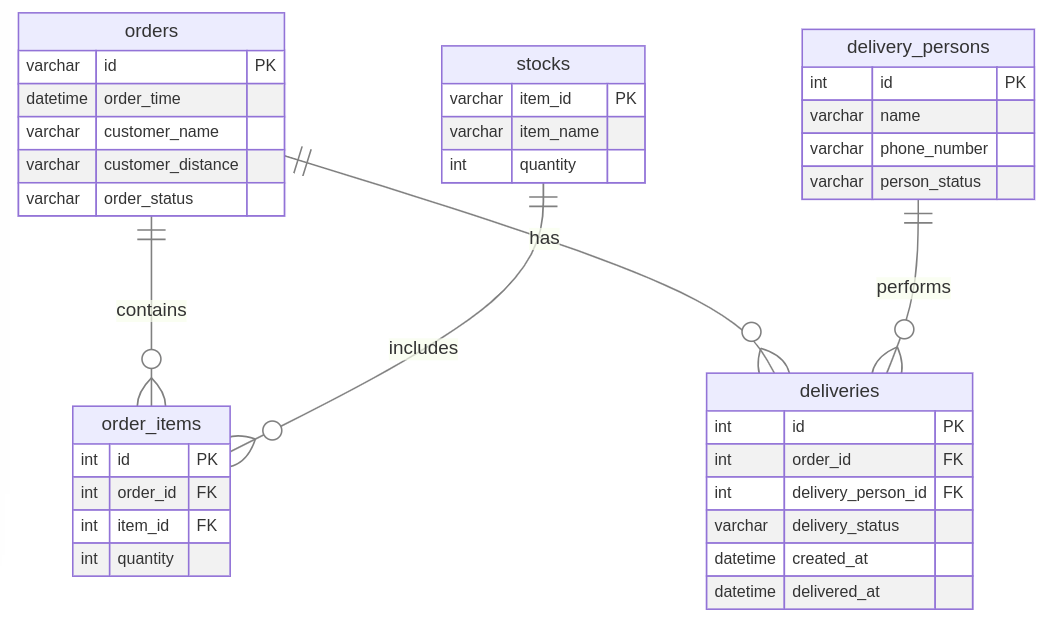 orders
varchar id PK
datetime order_time
varchar customer_name
varchar customer_distance
varchar order_status
stocks
varchar item_id PK
varchar item_name
int quantity
delivery_persons
int id PK
varchar name
varchar phone_number
varchar person_status
has
performs
contains
includes
order_items
int id PK
int order_id FK
int item_id FK
int quantity
deliveries
int id PK
int order_id FK
int delivery_person_id FK
varchar delivery_status
datetime created_at
datetime delivered_at